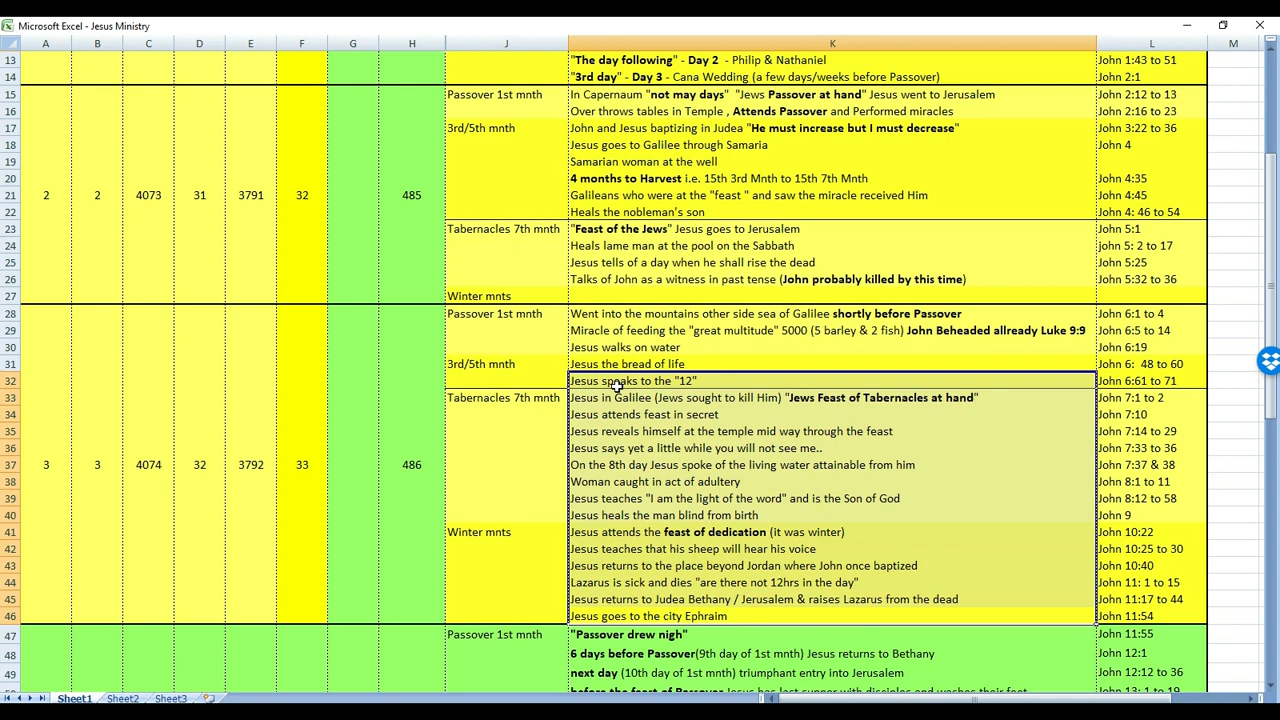 Microsoft Excel - Jesus Ministry
A B C D E F G H J K L M
13 "The day following" - Day 2 - Philip & Nathaniel John 1:43 to 51
14 "3rd day" - Day 3 - Cana Wedding (a few days/weeks before Passover) John 2:1
15 Passover 1st mnth In Capernaum "not may days" "Jews Passover at hand" Jesus went to Jerusalem John 2:12 to 13
16 Over throws tables in Temple , Attends Passover and Performed miracles John 2:16 to 23
17 3rd/5th mnth John and Jesus baptizing in Judea "He must increase but I must decrease" John 3:22 to 36
18 Jesus goes to Galilee through Samaria John 4
19 Samarian woman at the well
20 4 months to Harvest i.e. 15th 3rd Mnth to 15th 7th Mnth John 4:35
21 2 2 4073 31 3791 32 485 Galileans who were at the "feast " and saw the miracle received Him John 4:45
22 Heals the nobleman's son John 4: 46 to 54
23 Tabernacles 7th mnth "Feast of the Jews" Jesus goes to Jerusalem John 5:1
24 Heals lame man at the pool on the Sabbath john 5: 2 to 17
25 Jesus tells of a day when he shall rise the dead John 5:25
26 Talks of John as a witness in past tense (John probably killed by this time) John 5:32 to 36
27 Winter mnts
28 Passover 1st mnth Went into the mountains other side sea of Galilee shortly before Passover John 6:1 to 4
29 Miracle of feeding the "great multitude" 5000 (5 barley & 2 fish) John Beheaded allready Luke 9:9 John 6:5 to 14
30 Jesus walks on water John 6:19
31 3rd/5th mnth Jesus the bread of life John 6: 48 to 60
32 Jesus speaks to the "12" John 6:61 to 71
33 Tabernacles 7th mnth Jesus in Galilee (Jews sought to kill Him) "Jews Feast of Tabernacles at hand" John 7:1 to 2
34 Jesus attends feast in secret John 7:10
35 Jesus reveals himself at the temple mid way through the feast John 7:14 to 29
36 Jesus says yet a little while you will not see me.. John 7:33 to 36
37 3 3 4074 32 3792 33 486 On the 8th day Jesus spoke of the living water attainable from him John 7:37 & 38
38 Woman caught in act of adultery John 8:1 to 11
39 Jesus teaches "I am the light of the word" and is the Son of God John 8:12 to 58
40 Jesus heals the man blind from birth John 9
41 Winter mnts Jesus attends the feast of dedication (it was winter) John 10:22
42 Jesus teaches that his sheep will hear his voice John 10:25 to 30
43 Jesus returns to the place beyond Jordan where John once baptized John 10:40
44 Lazarus is sick and dies "are there not 12hrs in the day" John 11: 1 to 15
45 Jesus returns to Judea Bethany / Jerusalem & raises Lazarus from the dead John 11:17 to 44
46 Jesus goes to the city Ephraim John 11:54
47 Passover 1st mnth "Passover drew nigh" John 11:55
48 6 days before Passover(9th day of 1st mnth) Jesus returns to Bethany John 12:1
49 next day (10th day of 1st mnth) triumphant entry into Jerusalem John 12:12 to 36
before the feast of Passover Jesus has last supper with disciples and washes their feet John 13: 1 to 19
Sheet1 Sheet2 Sheet3